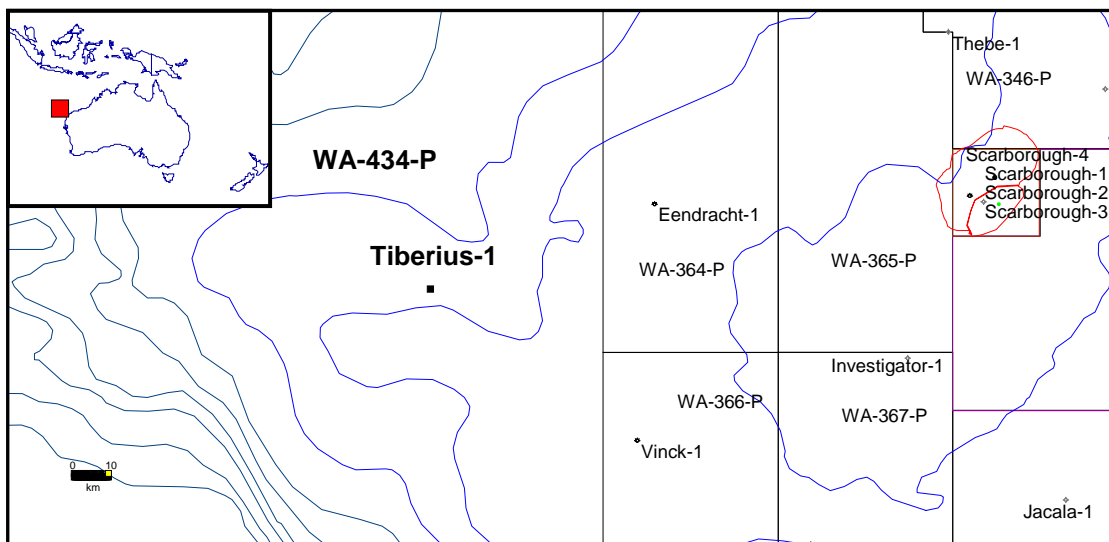 Thebe-1
WA-346-P
WA-434-P
Scarborough-4
Scarborough-1
Scarborough-2
Scarborough-3
Eendracht-1
Tiberius-1
WA-364-P
WA-365-P
Investigator-1
WA-366-P
WA-367-P
Vinck-1
0 10
km
Jacala-1